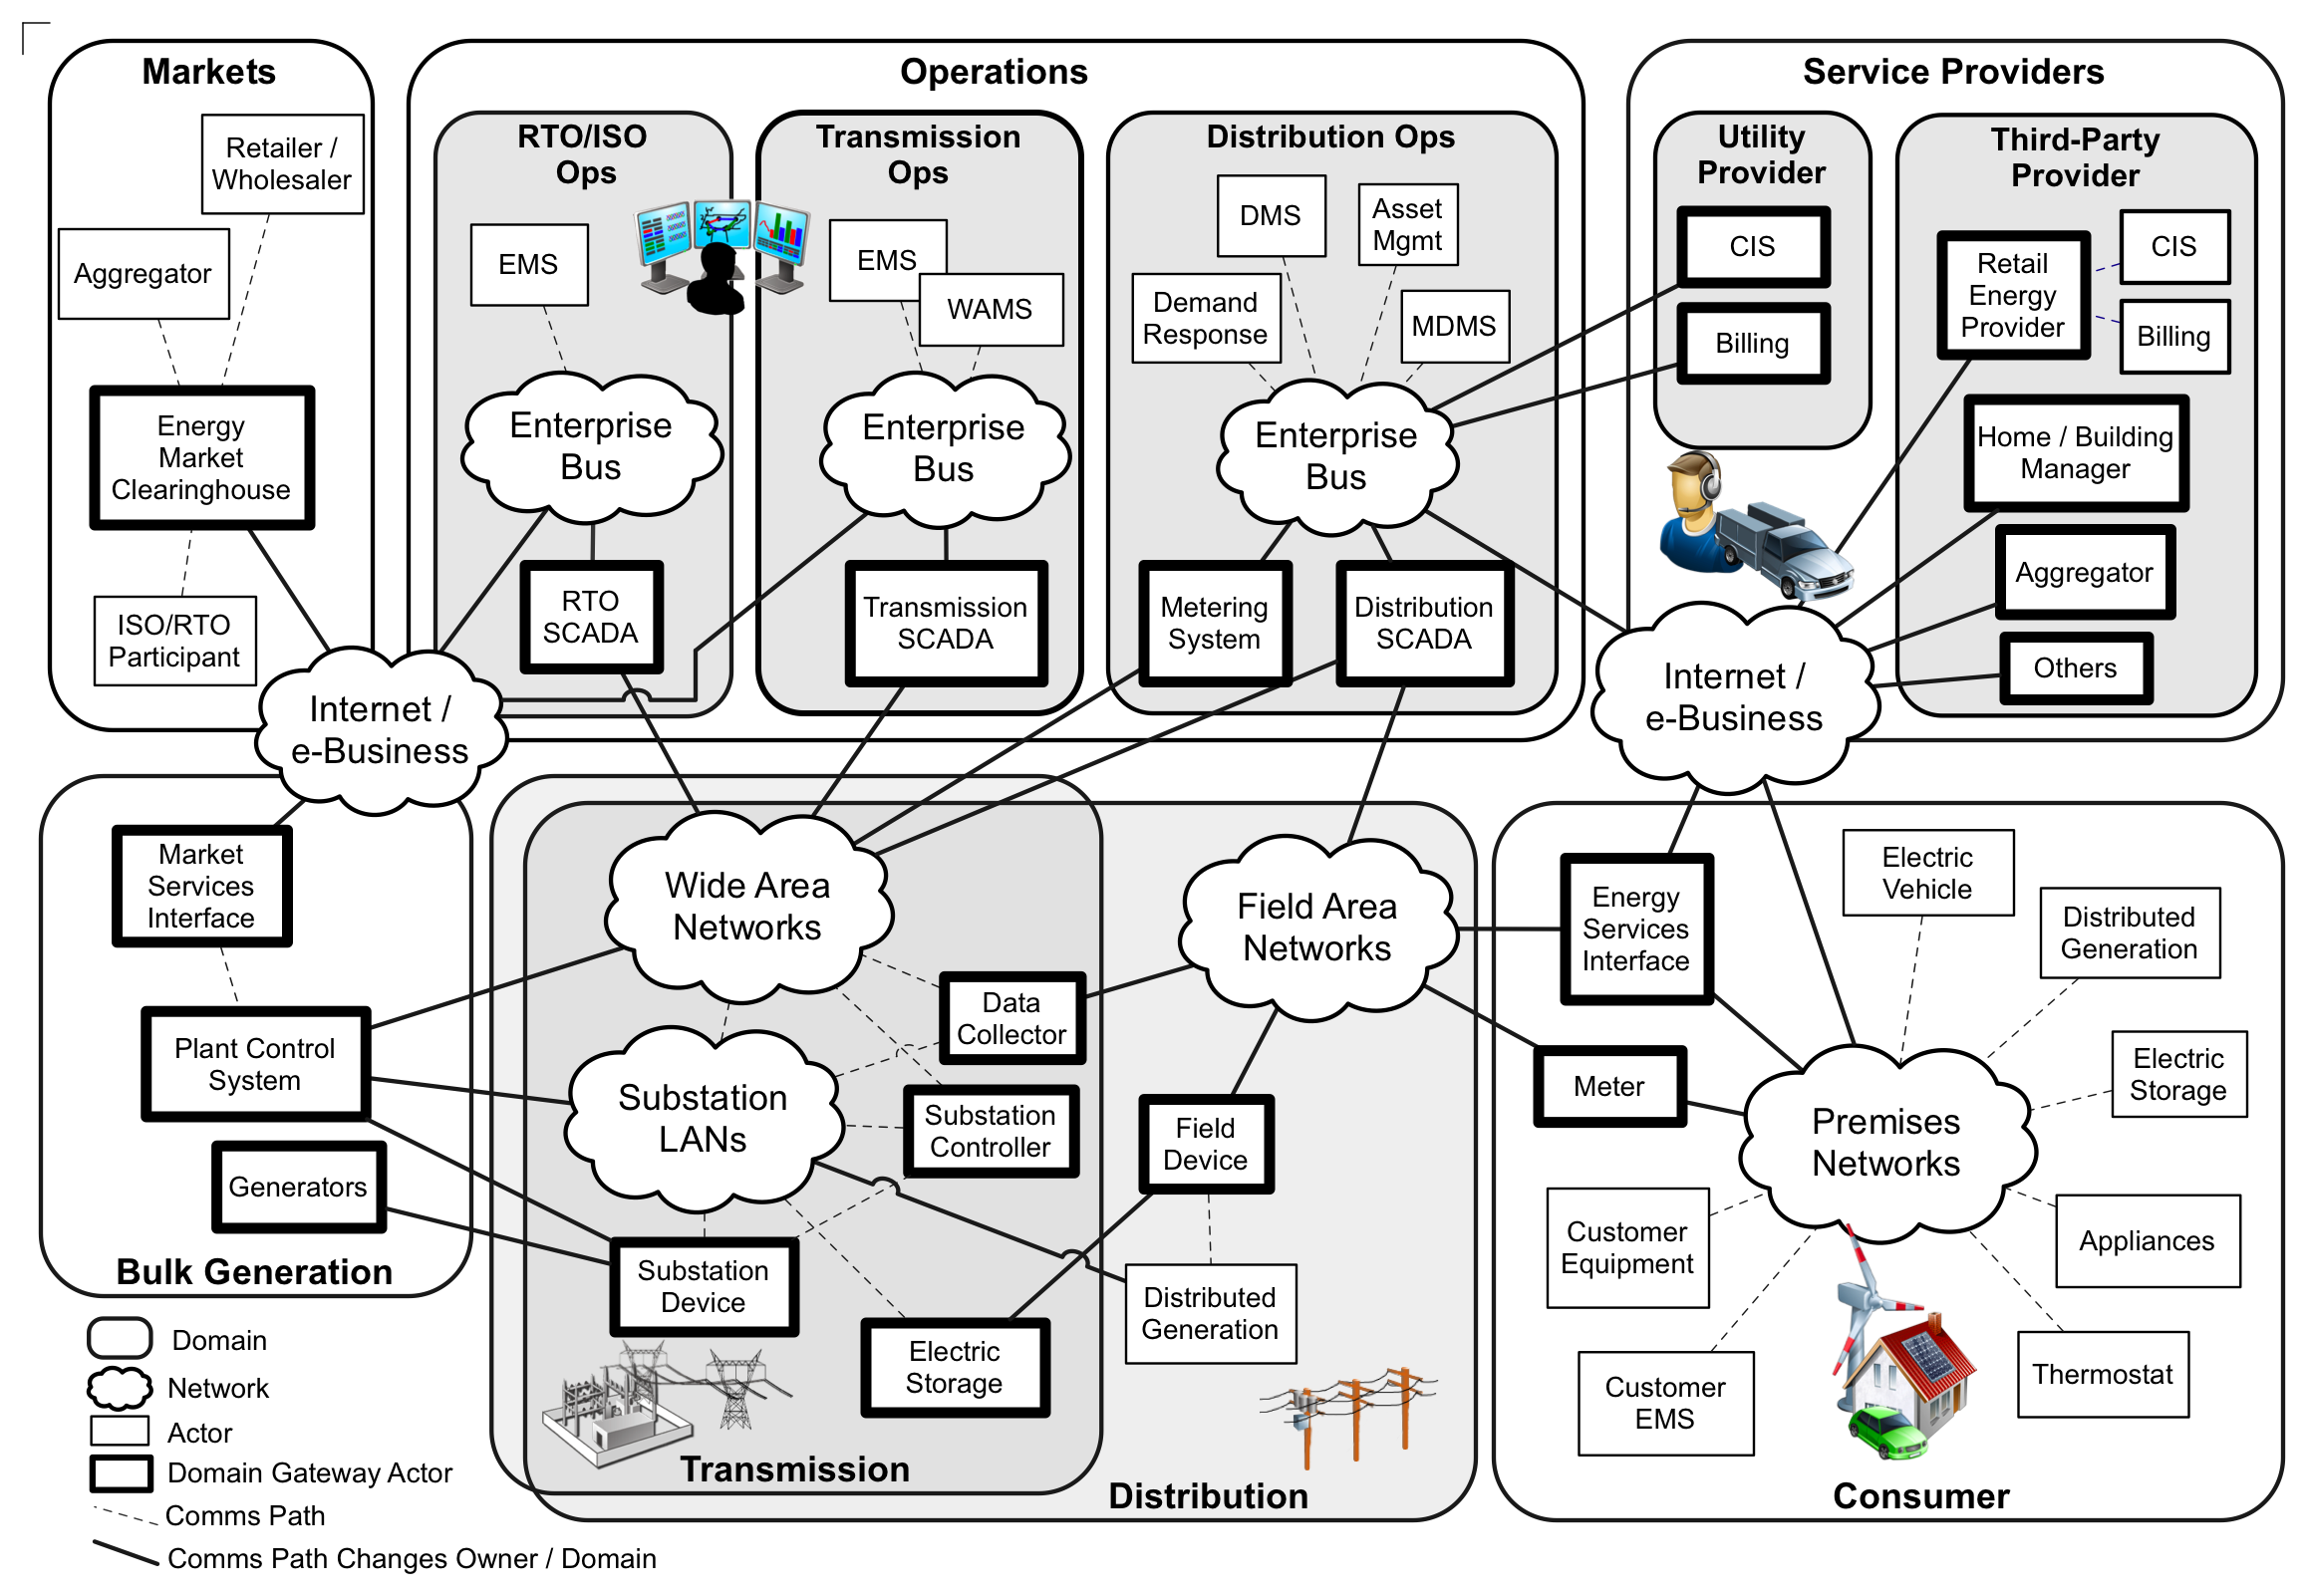 Markets
Retailer /
Wholesaler
Aggregator
Energy
Market
Clearinghouse
ISO/RTO
Participant
Operations
RTO/ISO
Ops
EMS
Enterprise
Bus
RTO
SCADA
Transmission
Ops
EMS
WAMS
Enterprise
Bus
Transmission
SCADA
Distribution Ops
DMS
Asset
Mgmt
Demand
Response
MDMS
Enterprise
Bus
Metering
System
Distribution
SCADA
Service Providers
Utility
Provider
CIS
Billing
Third-Party
Provider
Retail
Energy
Provider
CIS
Billing
Home / Building
Manager
Aggregator
Others
Internet /
e-Business
Internet /
e-Business
Market
Services
Interface
Plant Control
System
Generators
Bulk Generation
Wide Area
Networks
Data
Collector
Substation
LANs
Substation
Controller
Substation
Device
Electric
Storage
Transmission
Field Area
Networks
Field
Device
Distributed
Generation
Distribution
Energy
Services
Interface
Electric
Vehicle
Distributed
Generation
Meter
Electric
Storage
Premises
Networks
Customer
Equipment
Appliances
Customer
EMS
Thermostat
Consumer
Domain
Network
Actor
Domain Gateway Actor
Comms Path
Comms Path Changes Owner / Domain